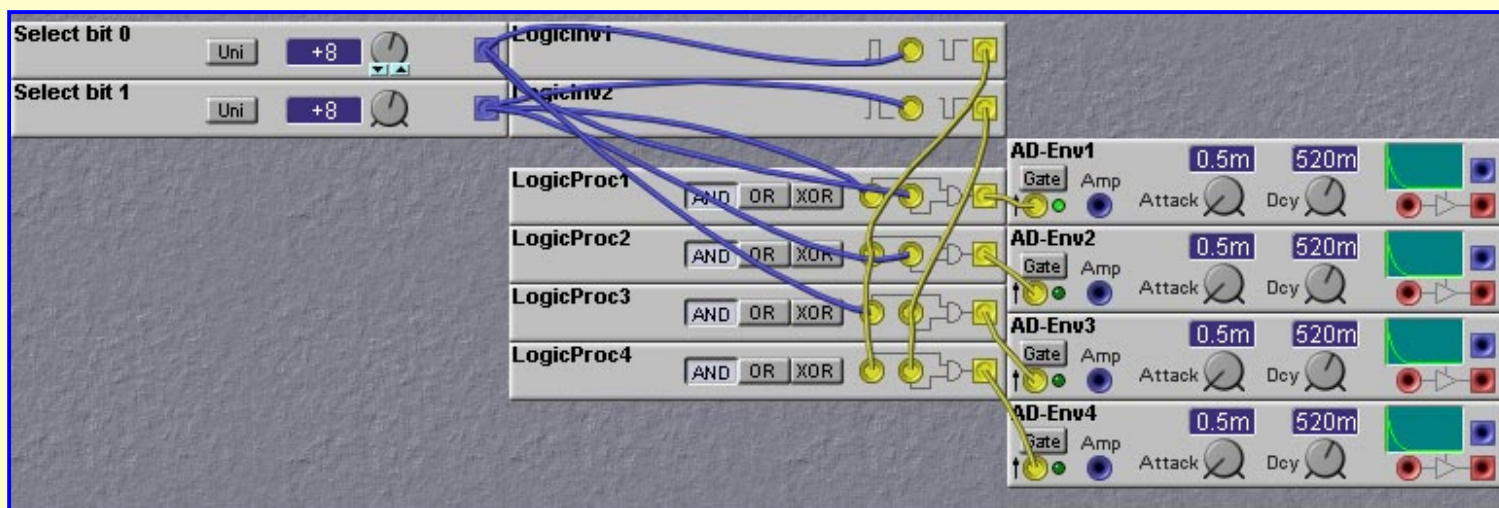 Select bit 0 Uni +8 LogicInv1
Select bit 1 Uni +8 LogicInv2
AD-Env1 0.5m 520m
Gate Amp Attack Dcy
LogicProc1 AND OR XOR
AD-Env2 0.5m 520m
Gate Amp Attack Dcy
LogicProc2 AND OR XOR
AD-Env3 0.5m 520m
Gate Amp Attack Dcy
LogicProc3 AND OR XOR
AD-Env4 0.5m 520m
Gate Amp Attack Dcy
LogicProc4 AND OR XOR